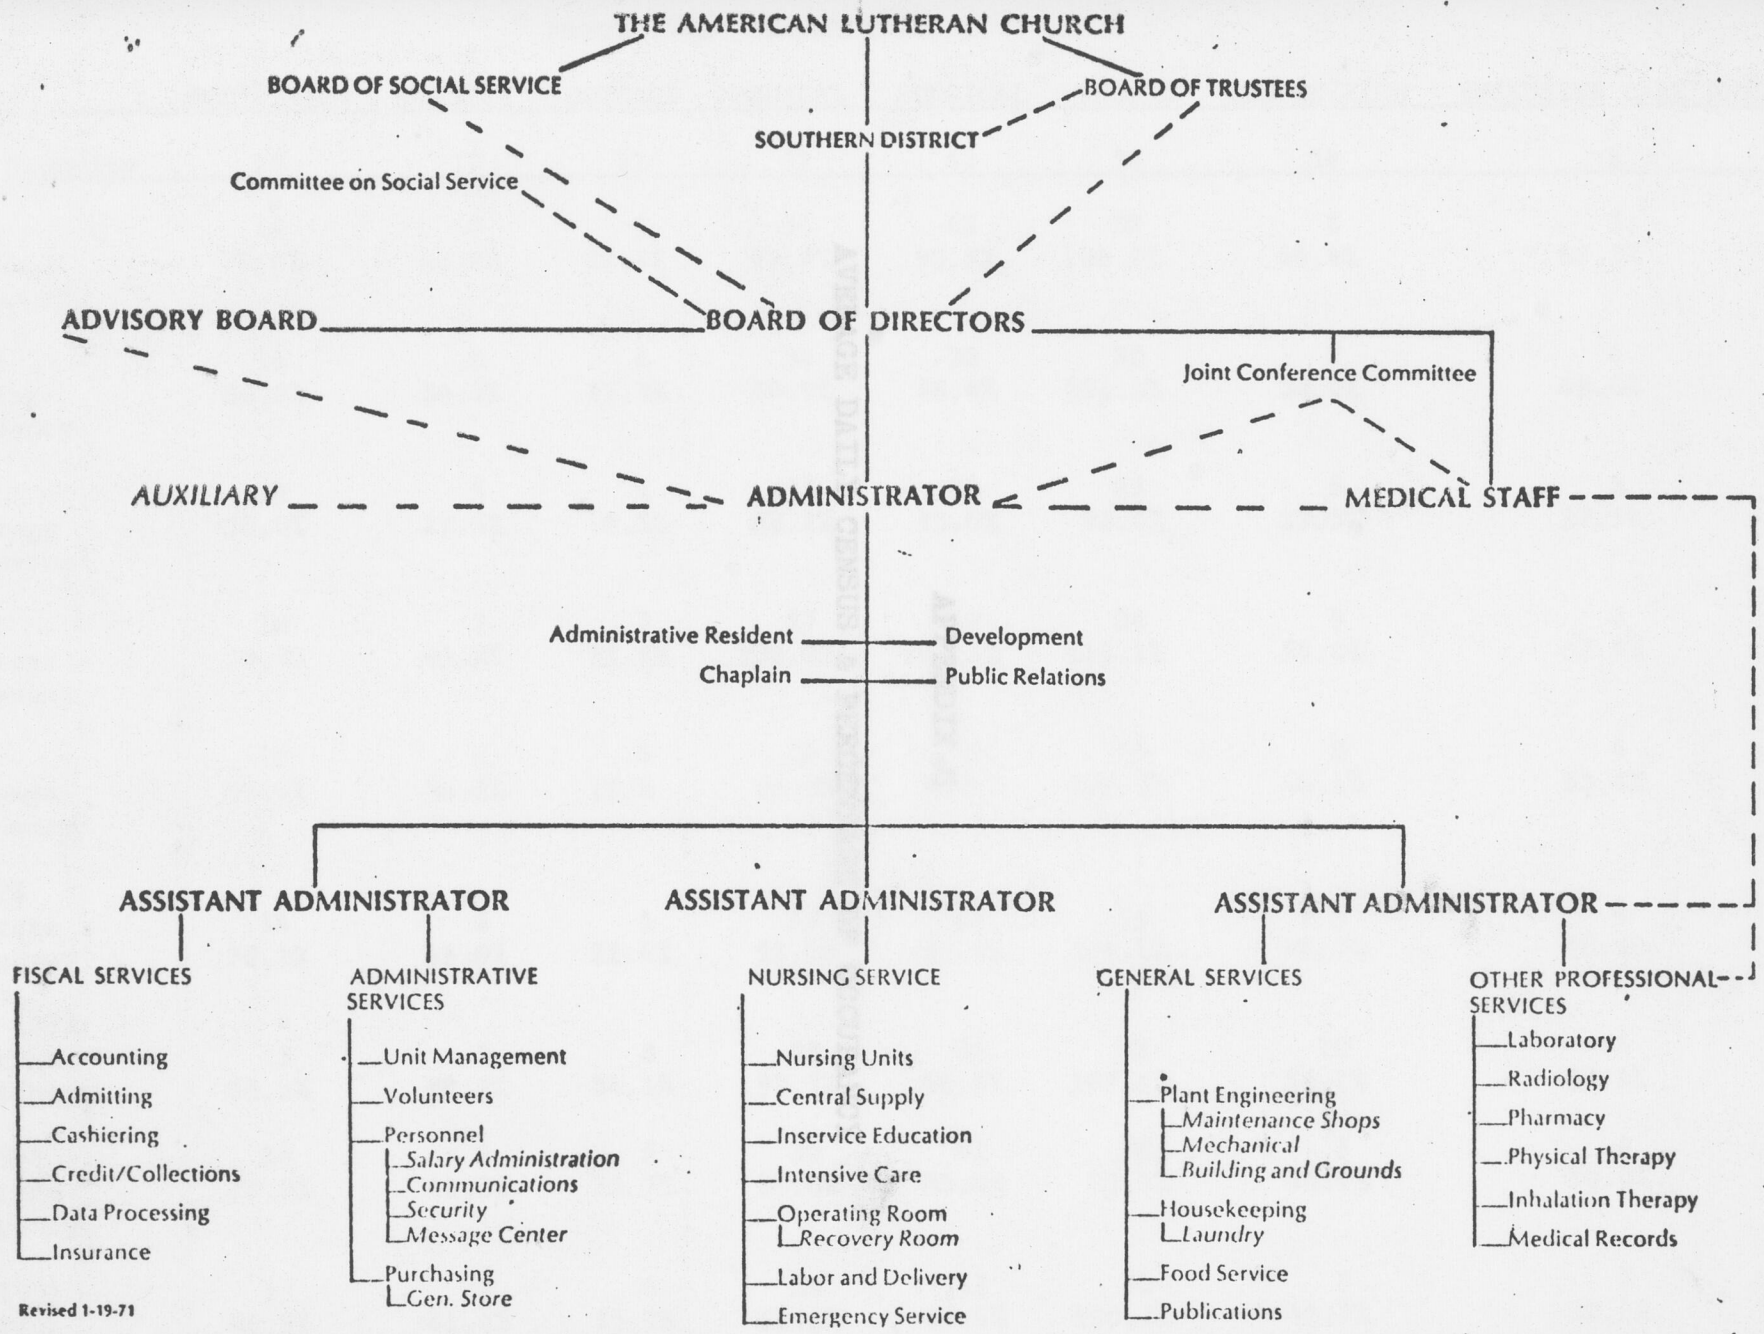 THE AMERICAN LUTHERAN CHURCH
BOARD OF SOCIAL SERVICE
BOARD OF TRUSTEES
SOUTHERN DISTRICT
Committee on Social Service
ADVISORY BOARD
BOARD OF DIRECTORS
Joint Conference Committee
AUXILIARY
ADMINISTRATOR
MEDICAL STAFF
Administrative Resident
Development
Chaplain
Public Relations
ASSISTANT ADMINISTRATOR
ASSISTANT ADMINISTRATOR
ASSISTANT ADMINISTRATOR
FISCAL SERVICES
Accounting
Admitting
Cashiering
Credit/Collections
Data Processing
Insurance
ADMINISTRATIVE
SERVICES
Unit Management
Volunteers
Personnel
Salary Administration
Communications
Security
Message Center
Purchasing
Gen. Store
NURSING SERVICE
Nursing Units
Central Supply
Inservice Education
Intensive Care
Operating Room
Recovery Room
Labor and Delivery
Emergency Service
GENERAL SERVICES
Plant Engineering
Maintenance Shops
Mechanical
Building and Grounds
Housekeeping
Laundry
Food Service
Publications
OTHER PROFESSIONAL
SERVICES
Laboratory
Radiology
Pharmacy
Physical Therapy
Inhalation Therapy
Medical Records
Revised 1-19-71